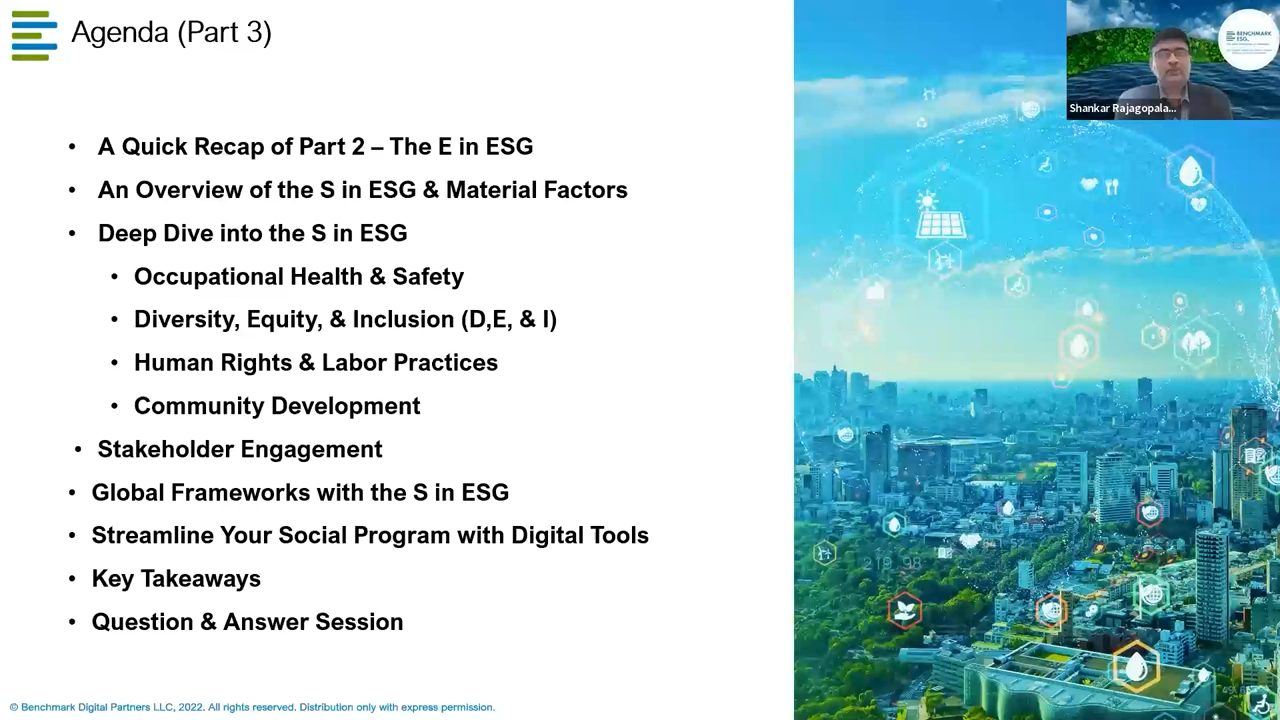 Agenda (Part 3)
BENCHMARK
ESG
Shankar Rajagopala...
• A Quick Recap of Part 2 – The E in ESG
• An Overview of the S in ESG & Material Factors
• Deep Dive into the S in ESG
• Occupational Health & Safety
• Diversity, Equity, & Inclusion (D,E, & I)
• Human Rights & Labor Practices
• Community Development
• Stakeholder Engagement
• Global Frameworks with the S in ESG
• Streamline Your Social Program with Digital Tools
• Key Takeaways
• Question & Answer Session
© Benchmark Digital Partners LLC, 2022. All rights reserved. Distribution only with express permission.